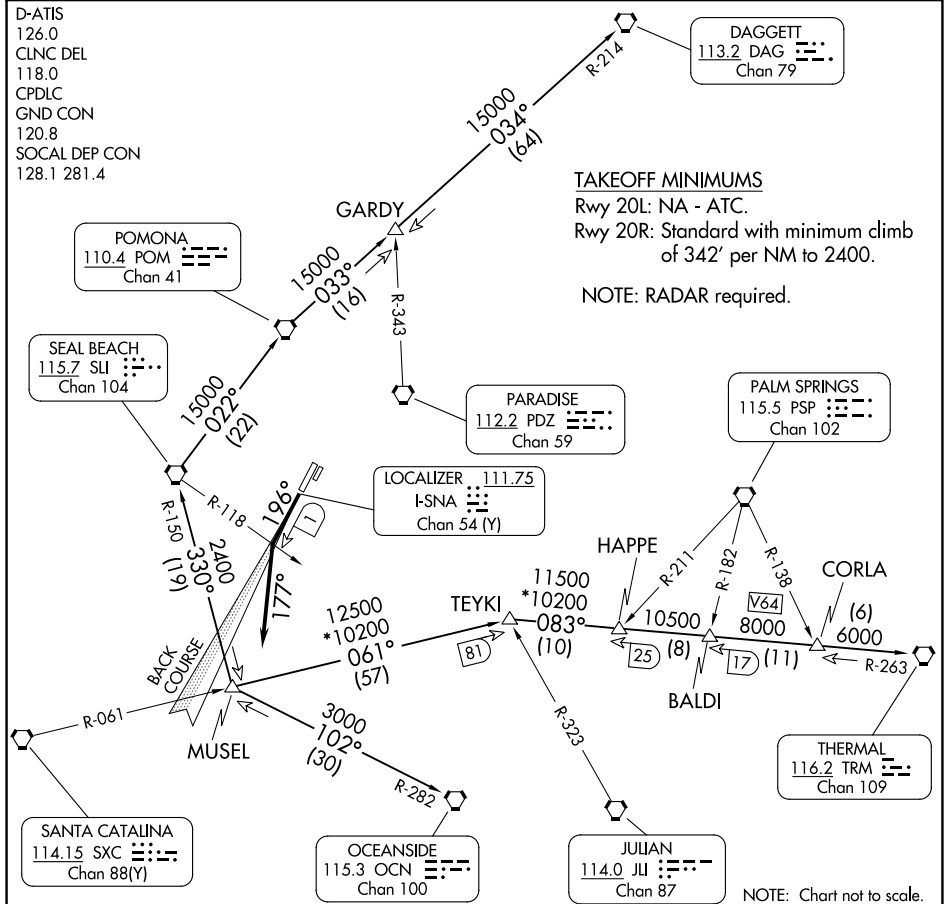 D-ATIS
126.0
CLNC DEL
118.0
CPDLC
GND CON
120.8
SOCAL DEP CON
128.1 281.4
DAGGETT
113.2 DAG
Chan 79
R-214
15000
034°
(64)
TAKEOFF MINIMUMS
Rwy 20L: NA - ATC.
Rwy 20R: Standard with minimum climb
of 342' per NM to 2400.
NOTE: RADAR required.
GARDY
POMONA
110.4 POM
Chan 41
15000
033°
(16)
R-343
SEAL BEACH
115.7 SLI
Chan 104
15000
022°
(22)
PARADISE
112.2 PDZ
Chan 59
PALM SPRINGS
115.5 PSP
Chan 102
LOCALIZER 111.75
I-SNA
Chan 54 (Y)
R-118
196°
1
R-150
2400
330°
(19)
177°
BACK
COURSE
HAPPE
R-211
R-182
R-138
CORLA
TEYKI
11500
*10200
083°
(10)
10500
(8)
V64
8000
(11)
(6)
6000
R-263
12500
*10200
061°
(57)
81
25
17
BALDI
R-061
MUSEL
3000
102°
(30)
R-282
R-323
THERMAL
116.2 TRM
Chan 109
SANTA CATALINA
114.15 SXC
Chan 88(Y)
OCEANSIDE
115.3 OCN
Chan 100
JULIAN
114.0 JLI
Chan 87
NOTE: Chart not to scale.